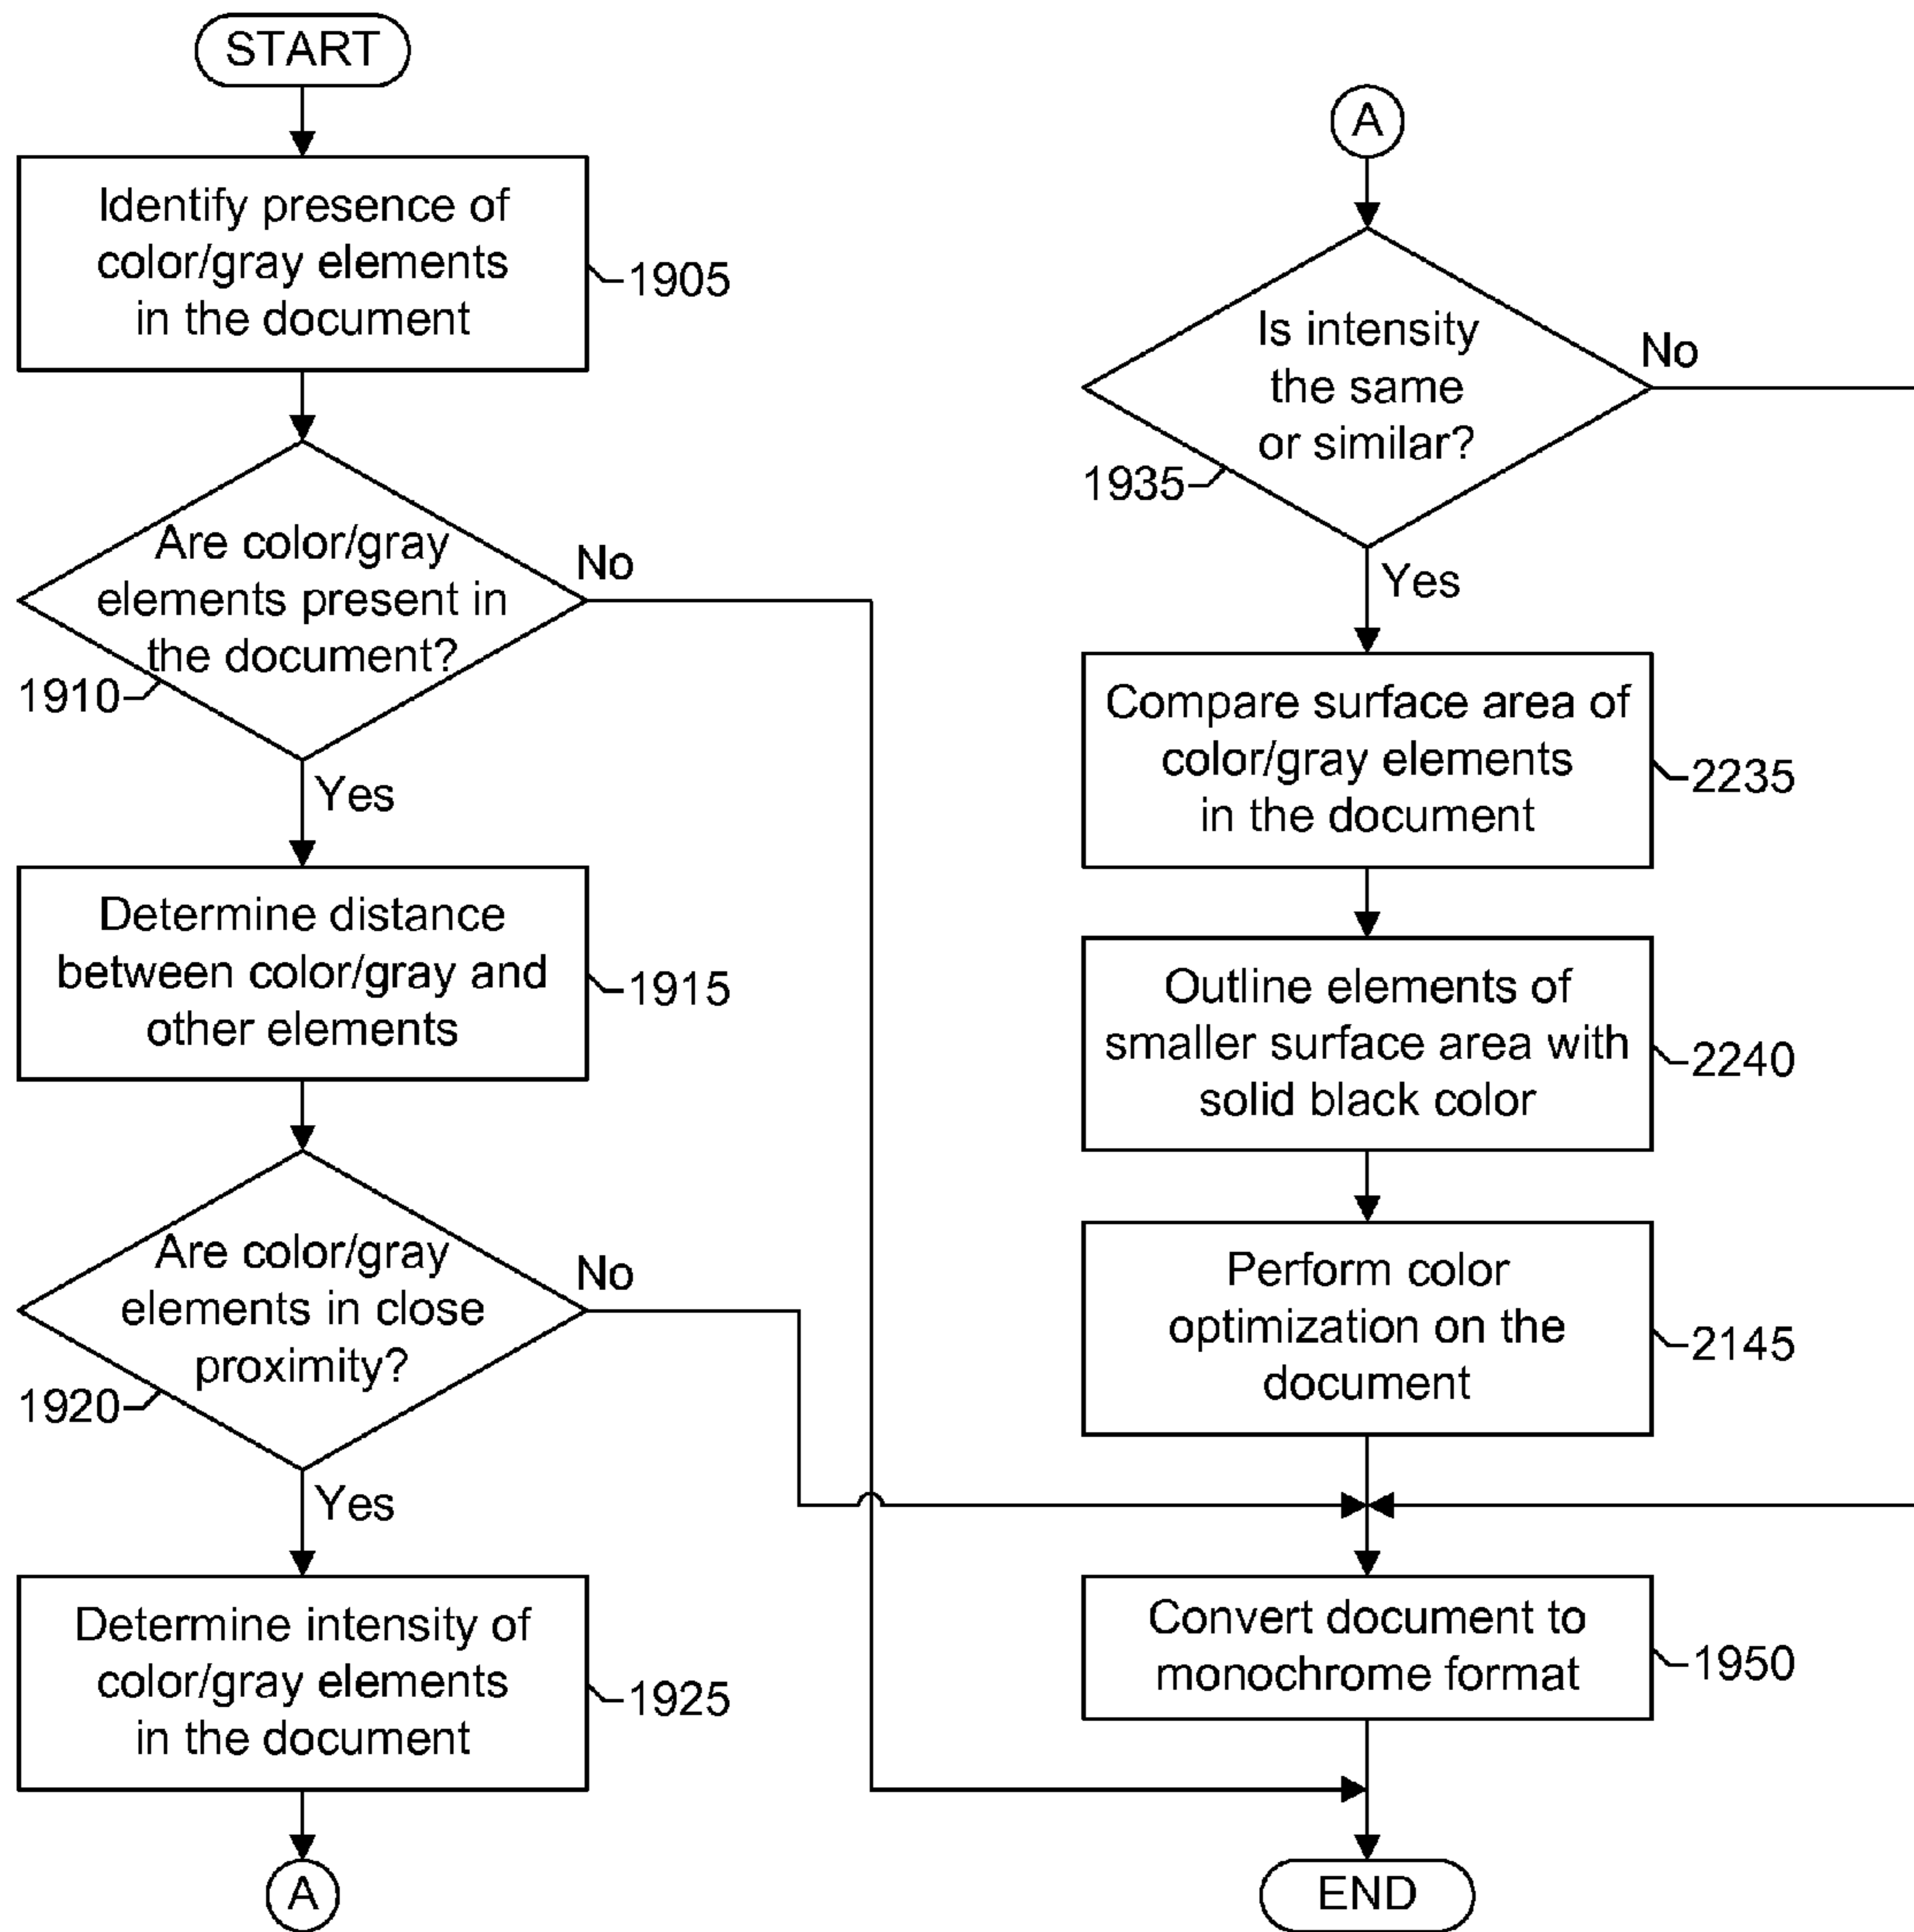 START
Identify presence of
color/gray elements
in the document
1905
Are color/gray
elements present in
the document?
No
1910
Yes
Determine distance
between color/gray and
other elements
1915
Are color/gray
elements in close
proximity?
No
1920
Yes
Determine intensity of
color/gray elements
in the document
1925
A
A
Is intensity
the same
or similar?
No
1935
Yes
Compare surface area of
color/gray elements
in the document
2235
Outline elements of
smaller surface area with
solid black color
2240
Perform color
optimization on the
document
2145
Convert document to
monochrome format
1950
END